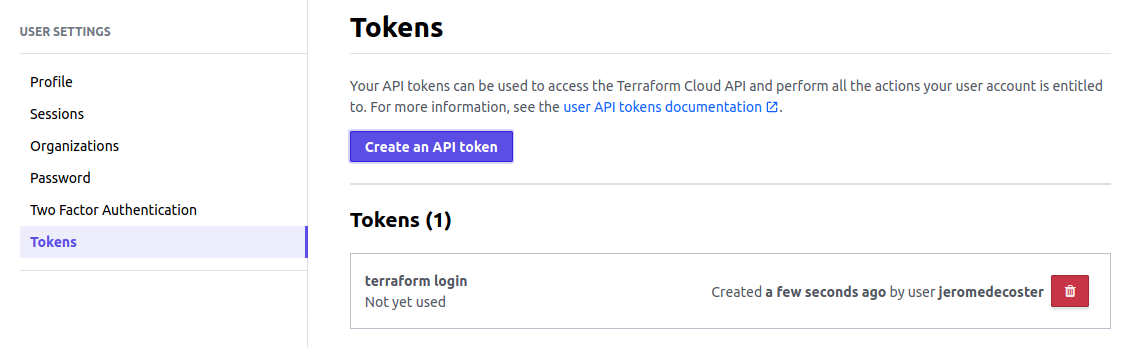 USER SETTINGS
Profile
Sessions
Organizations
Password
Two Factor Authentication
Tokens
Tokens
Your API tokens can be used to access the Terraform Cloud API and perform all the actions your user account is entitled
to. For more information, see the user API tokens documentation.
Create an API token
Tokens (1)
terraform login
Not yet used
Created a few seconds ago by user jeromedecoster